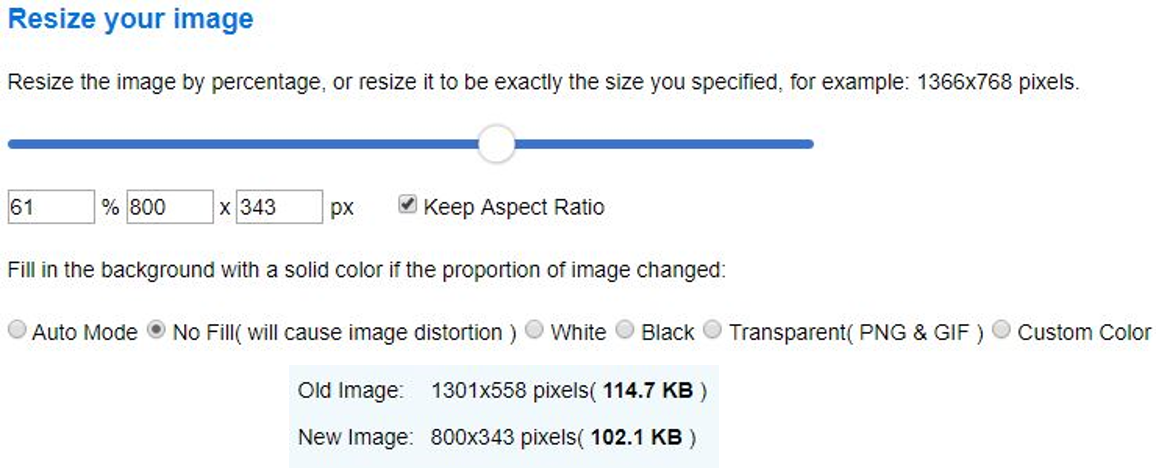 Resize your image
Resize the image by percentage, or resize it to be exactly the size you specified, for example: 1366x768 pixels.
61 % 800 x 343 px Keep Aspect Ratio
Fill in the background with a solid color if the proportion of image changed:
Auto Mode No Fill( will cause image distortion ) White Black Transparent( PNG & GIF ) Custom Color
Old Image: 1301x558 pixels( 114.7 KB )
New Image: 800x343 pixels( 102.1 KB )